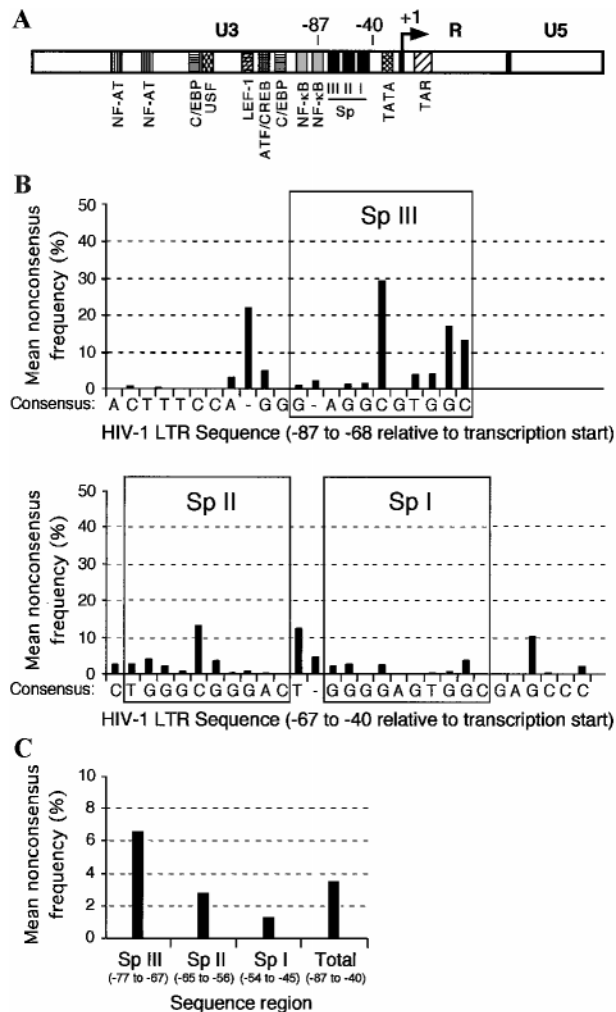 A
U3 -87 -40 +1 R U5
NF-AT
NF-AT
C/EBP
USF
LEF-1
ATF/CREB
C/EBP
NF-κB
NF-κB
III
II
I
Sp
TATA
TAR
B
Sp III
Mean nonconsensus
frequency (%)
50
40
30
20
10
0
Consensus: A C T T T C C A - G G G - A G G C G T G G C
HIV-1 LTR Sequence (-87 to -68 relative to transcription start)
Sp II Sp I
Mean nonconsensus
frequency (%)
50
40
30
20
10
0
Consensus: C T G G G C G G G A C T - G G G G A G T G G C G A G C C C
HIV-1 LTR Sequence (-67 to -40 relative to transcription start)
C
Mean nonconsensus
frequency (%)
10
8
6
4
2
0
Sp III Sp II Sp I Total
(-77 to -67) (-65 to -56) (-54 to -45) (-87 to -40)
Sequence region